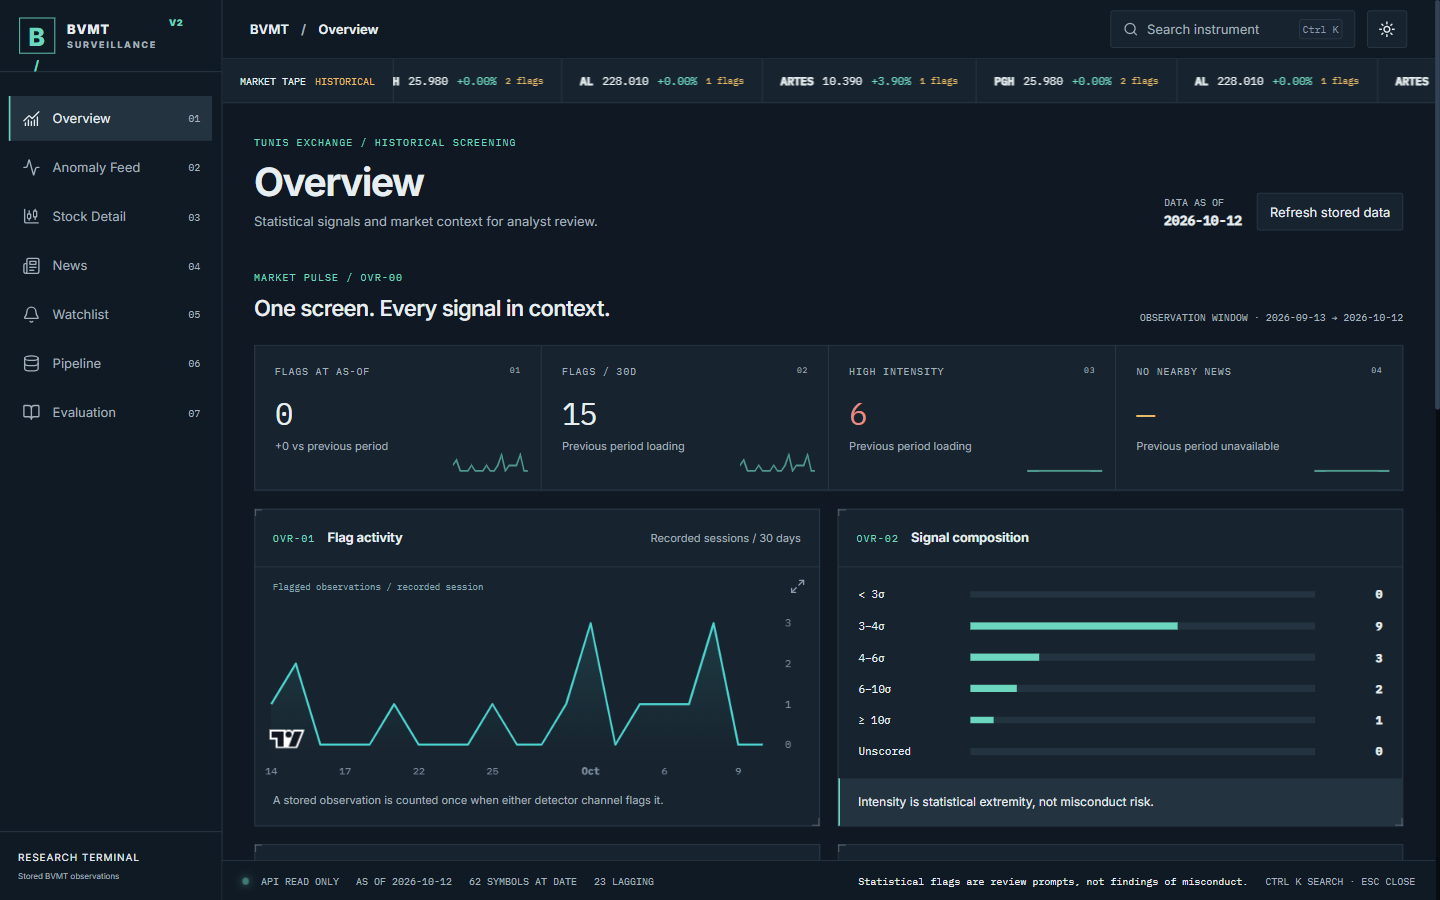 B
BVMT
V2
SURVEILLANCE
/
Overview 01
Anomaly Feed 02
Stock Detail 03
News 04
Watchlist 05
Pipeline 06
Evaluation 07
RESEARCH TERMINAL
Stored BVMT observations
BVMT / Overview
Search instrument Ctrl K
MARKET TAPE HISTORICAL
H 25.980 +0.00% 2 flags AL 228.010 +0.00% 1 flags ARTES 10.390 +3.90% 1 flags PGH 25.980 +0.00% 2 flags AL 228.010 +0.00% 1 flags ARTES
TUNIS EXCHANGE / HISTORICAL SCREENING
Overview
Statistical signals and market context for analyst review.
DATA AS OF
2026-10-12
Refresh stored data
MARKET PULSE / OVR-00
One screen. Every signal in context.
OBSERVATION WINDOW · 2026-09-13 → 2026-10-12
FLAGS AT AS-OF 01
0
+0 vs previous period
FLAGS / 30D 02
15
Previous period loading
HIGH INTENSITY 03
6
Previous period loading
NO NEARBY NEWS 04
—
Previous period unavailable
OVR-01 Flag activity Recorded sessions / 30 days
Flagged observations / recorded session
3
2
1
0
14 17 22 25 Oct 6 9
A stored observation is counted once when either detector channel flags it.
OVR-02 Signal composition
< 3σ 0
3–4σ 9
4–6σ 3
6–10σ 2
≥ 10σ 1
Unscored 0
Intensity is statistical extremity, not misconduct risk.
API READ ONLY AS OF 2026-10-12 62 SYMBOLS AT DATE 23 LAGGING
Statistical flags are review prompts, not findings of misconduct. CTRL K SEARCH · ESC CLOSE